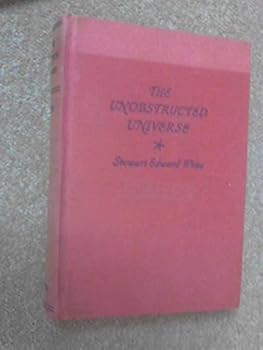 THE
UNOBSTRUCTED
UNIVERSE
Stewart Edward White